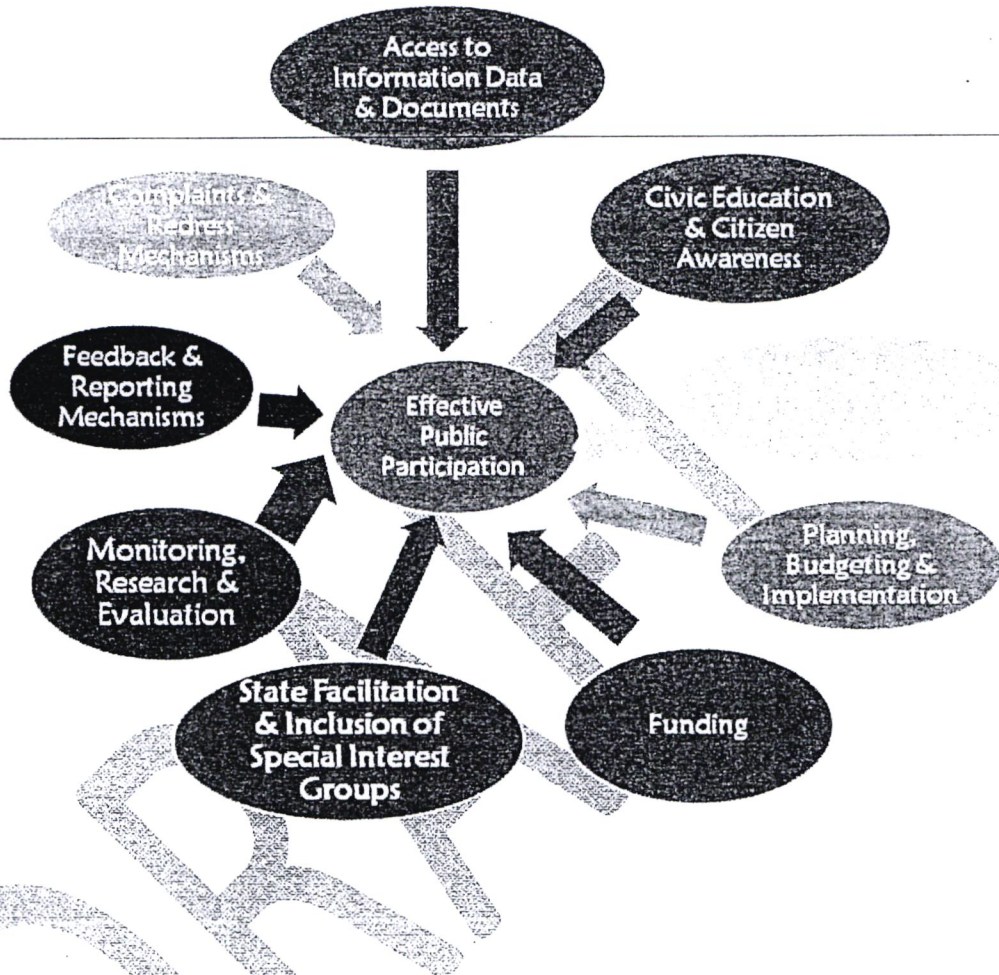 Access to
Information Data
& Documents
Complaints &
Redress
Mechanisms
Civic Education
& Citizen
Awareness
Feedback &
Reporting
Mechanisms
Effective
Public
Participation
Planning,
Budgeting &
Implementation
Monitoring,
Research &
Evaluation
State Facilitation
& Inclusion of
Special Interest
Groups
Funding